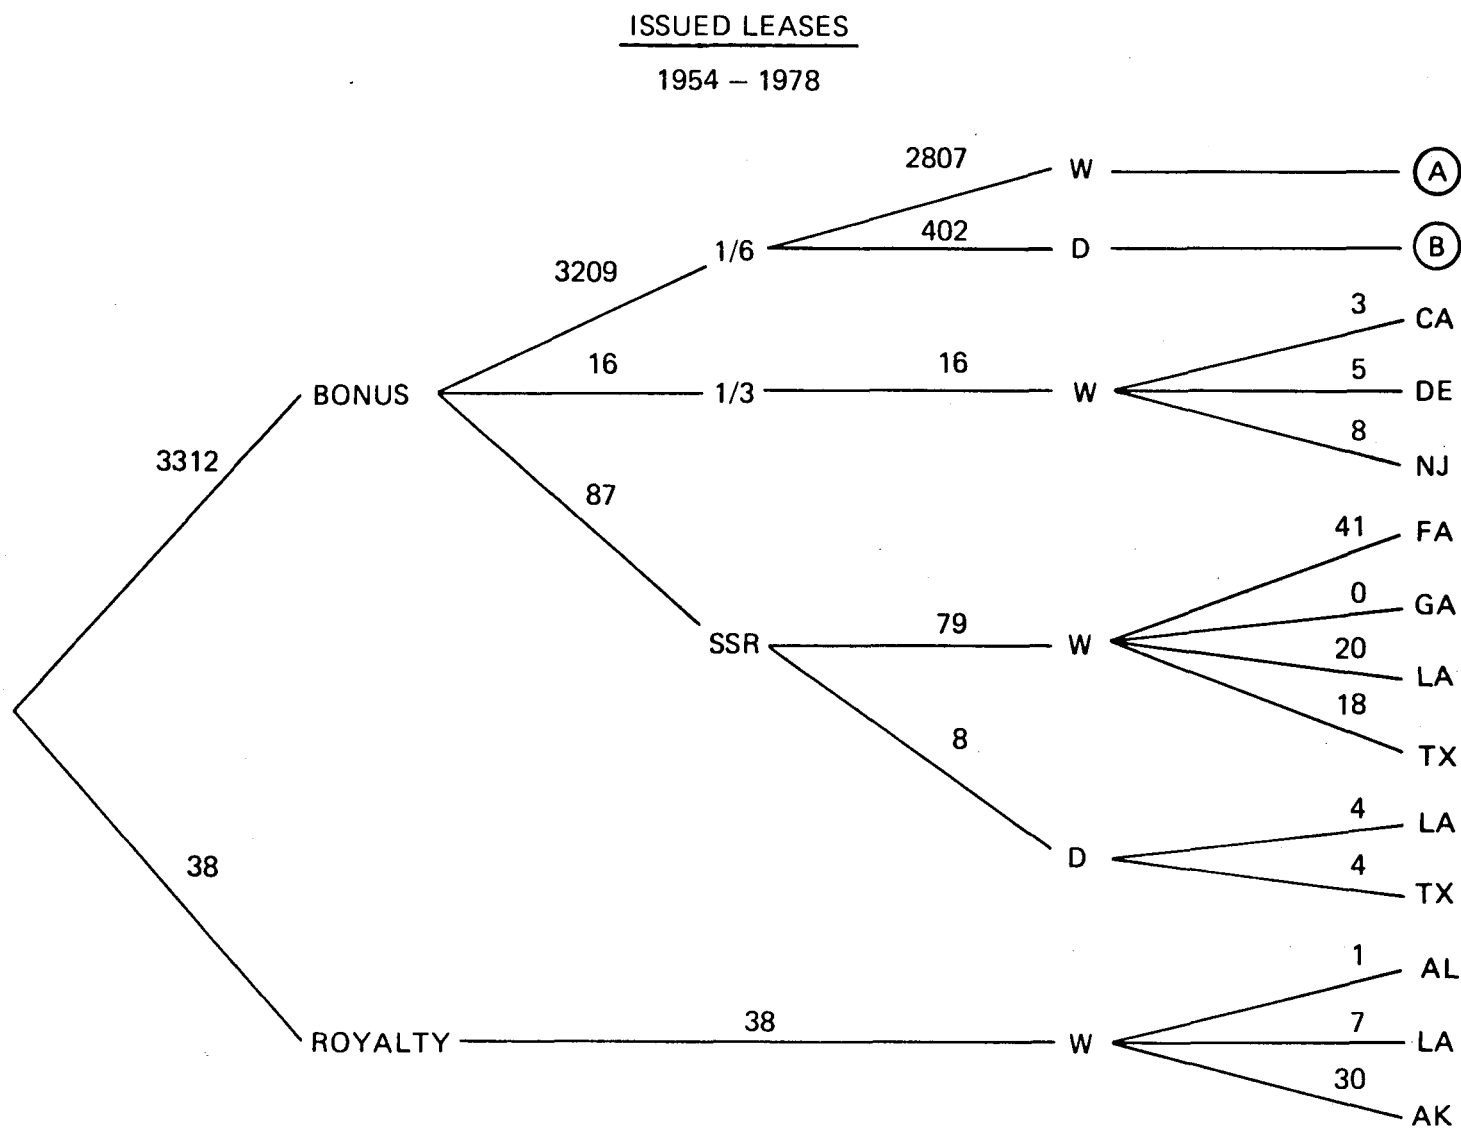 ISSUED LEASES
1954 – 1978
2807 W A
402 D B
3209 1/6
3 CA
16 1/3 16 W 5 DE
8 NJ
BONUS
3312
87
41 FA
0 GA
SSR 79 W 20 LA
18 TX
8
4 LA
D
4 TX
38
1 AL
ROYALTY 38 W 7 LA
30 AK